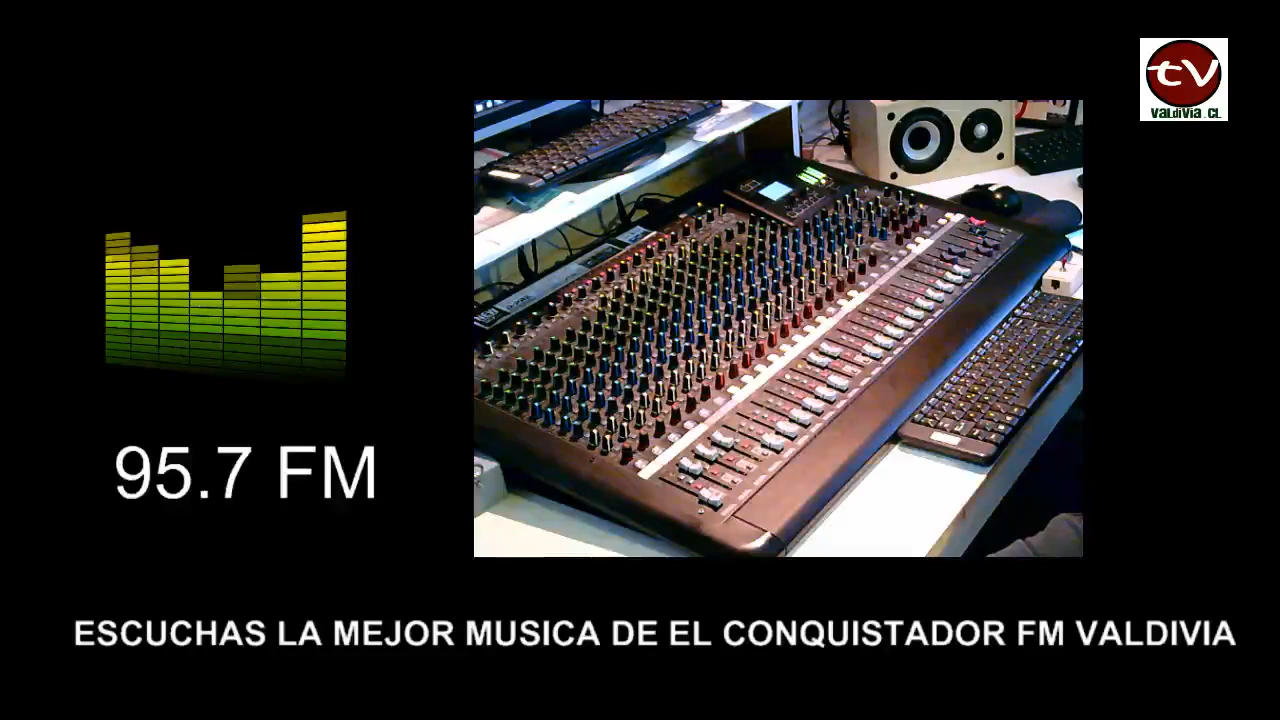 tV
VaLdiViA.CL
95.7 FM
ESCUCHAS LA MEJOR MUSICA DE EL CONQUISTADOR FM VALDIVIA